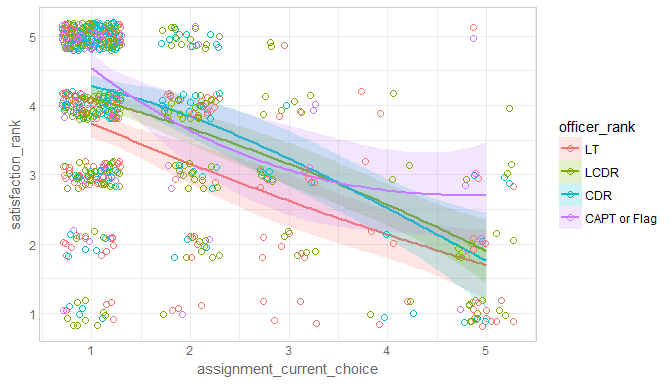 5
4
3
2
1
satisfaction_rank
1 2 3 4 5
assignment_current_choice
officer_rank
LT
LCDR
CDR
CAPT or Flag